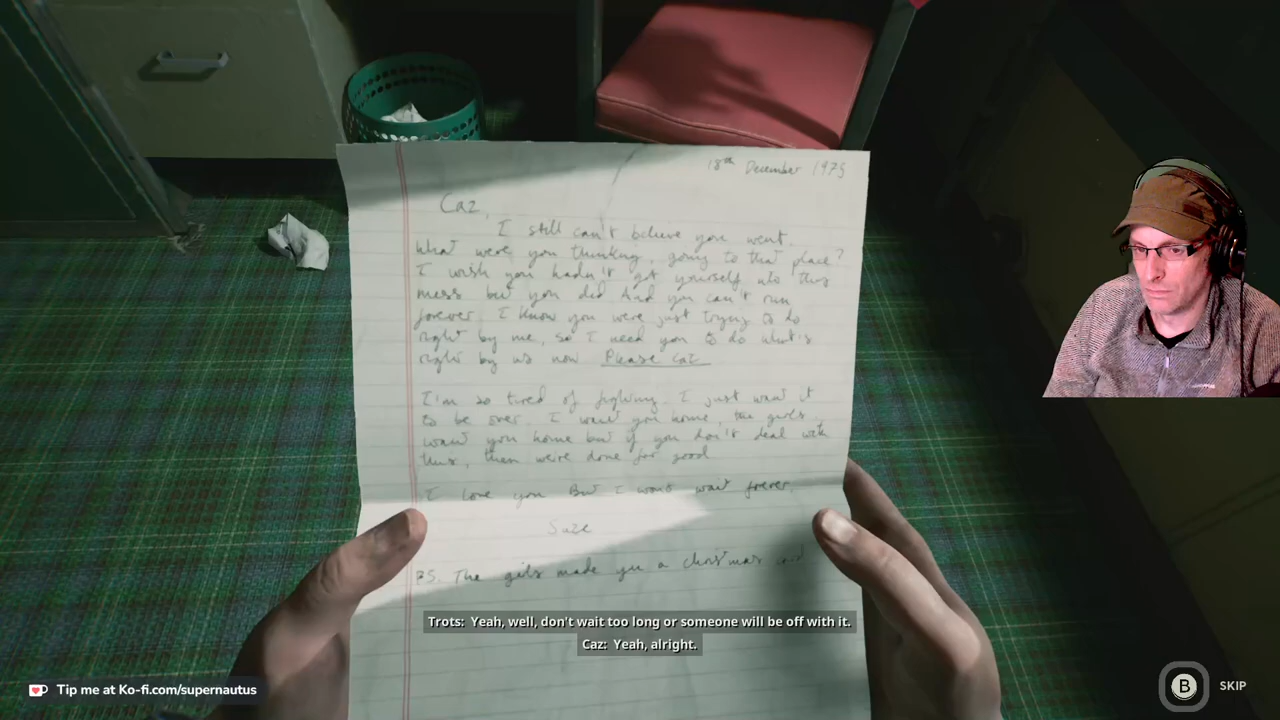 18th December 1975
Caz,
I still can't believe you went.
What were you thinking, going to that place?
I wish you hadn't got yourself into this
mess but you did. And you can't run
forever. I know you were just trying to do
right by me, so I need you to do what's
right by us now. Please Caz
I'm so tired of fighting. I just want it
to be over. I want you home, the girls
want you home but if you don't deal with
this, then we're done for good
I love you. But I won't wait forever.
Suze
PS. The girls made you a christmas
Trots: Yeah, well, don't wait too long or someone will be off with it.
Caz: Yeah, alright.
Tip me at Ko-fi.com/supernautus
B SKIP